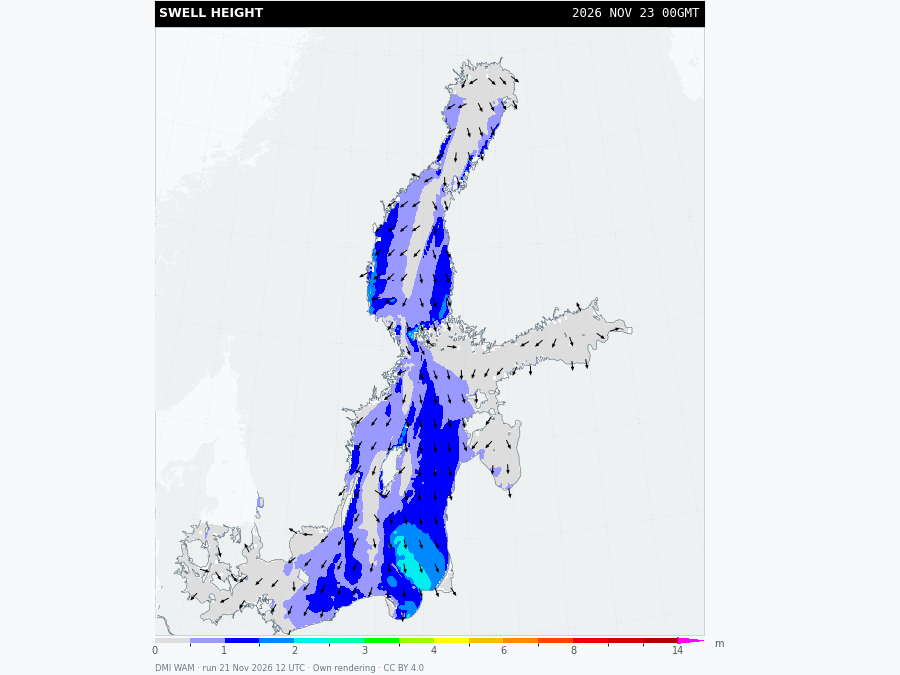 SWELL HEIGHT
2026 NOV 23 00GMT
0 1 2 3 4 6 8 14 m
DMI WAM · run 21 Nov 2026 12 UTC · Own rendering · CC BY 4.0